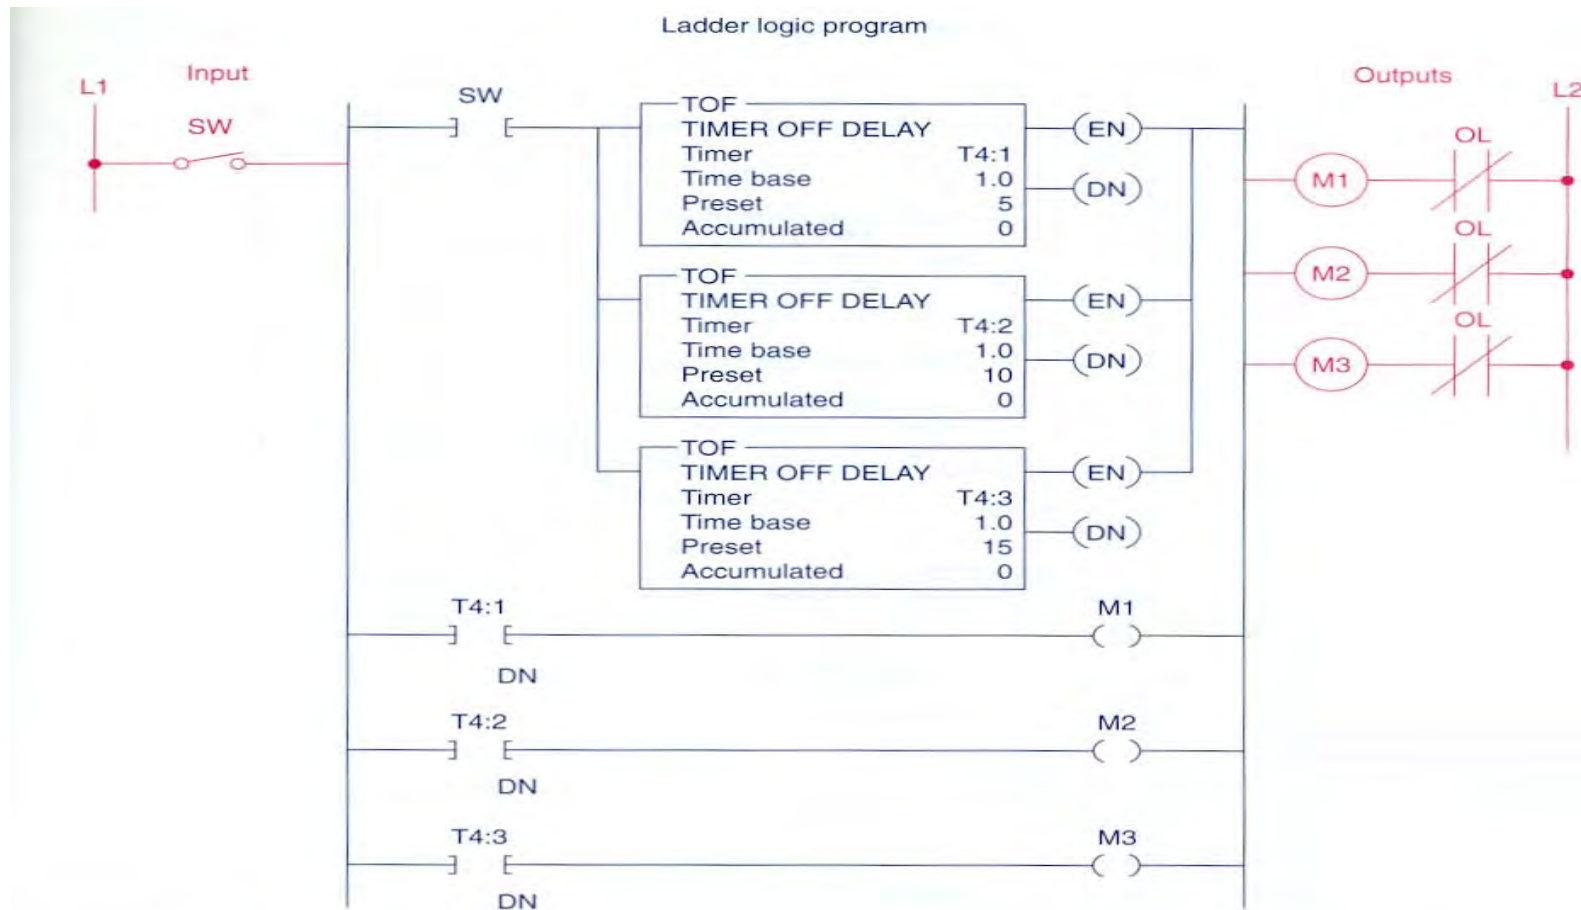 Ladder logic program
Input
Outputs
L1
L2
SW
SW
TOF
TIMER OFF DELAY
Timer T4:1
Time base 1.0
Preset 5
Accumulated 0
EN
DN
TOF
TIMER OFF DELAY
Timer T4:2
Time base 1.0
Preset 10
Accumulated 0
EN
DN
TOF
TIMER OFF DELAY
Timer T4:3
Time base 1.0
Preset 15
Accumulated 0
EN
DN
OL
M1
OL
M2
OL
M3
T4:1
M1
DN
T4:2
M2
DN
T4:3
M3
DN